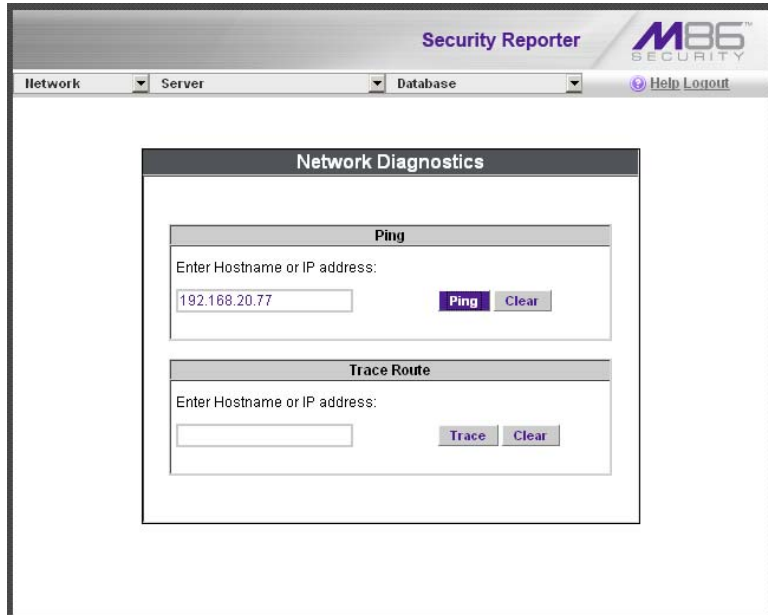 Security Reporter
M86 SECURITY™
Network Server Database Help Logout
Network Diagnostics
Ping
Enter Hostname or IP address:
192.168.20.77 Ping Clear
Trace Route
Enter Hostname or IP address:
Trace Clear